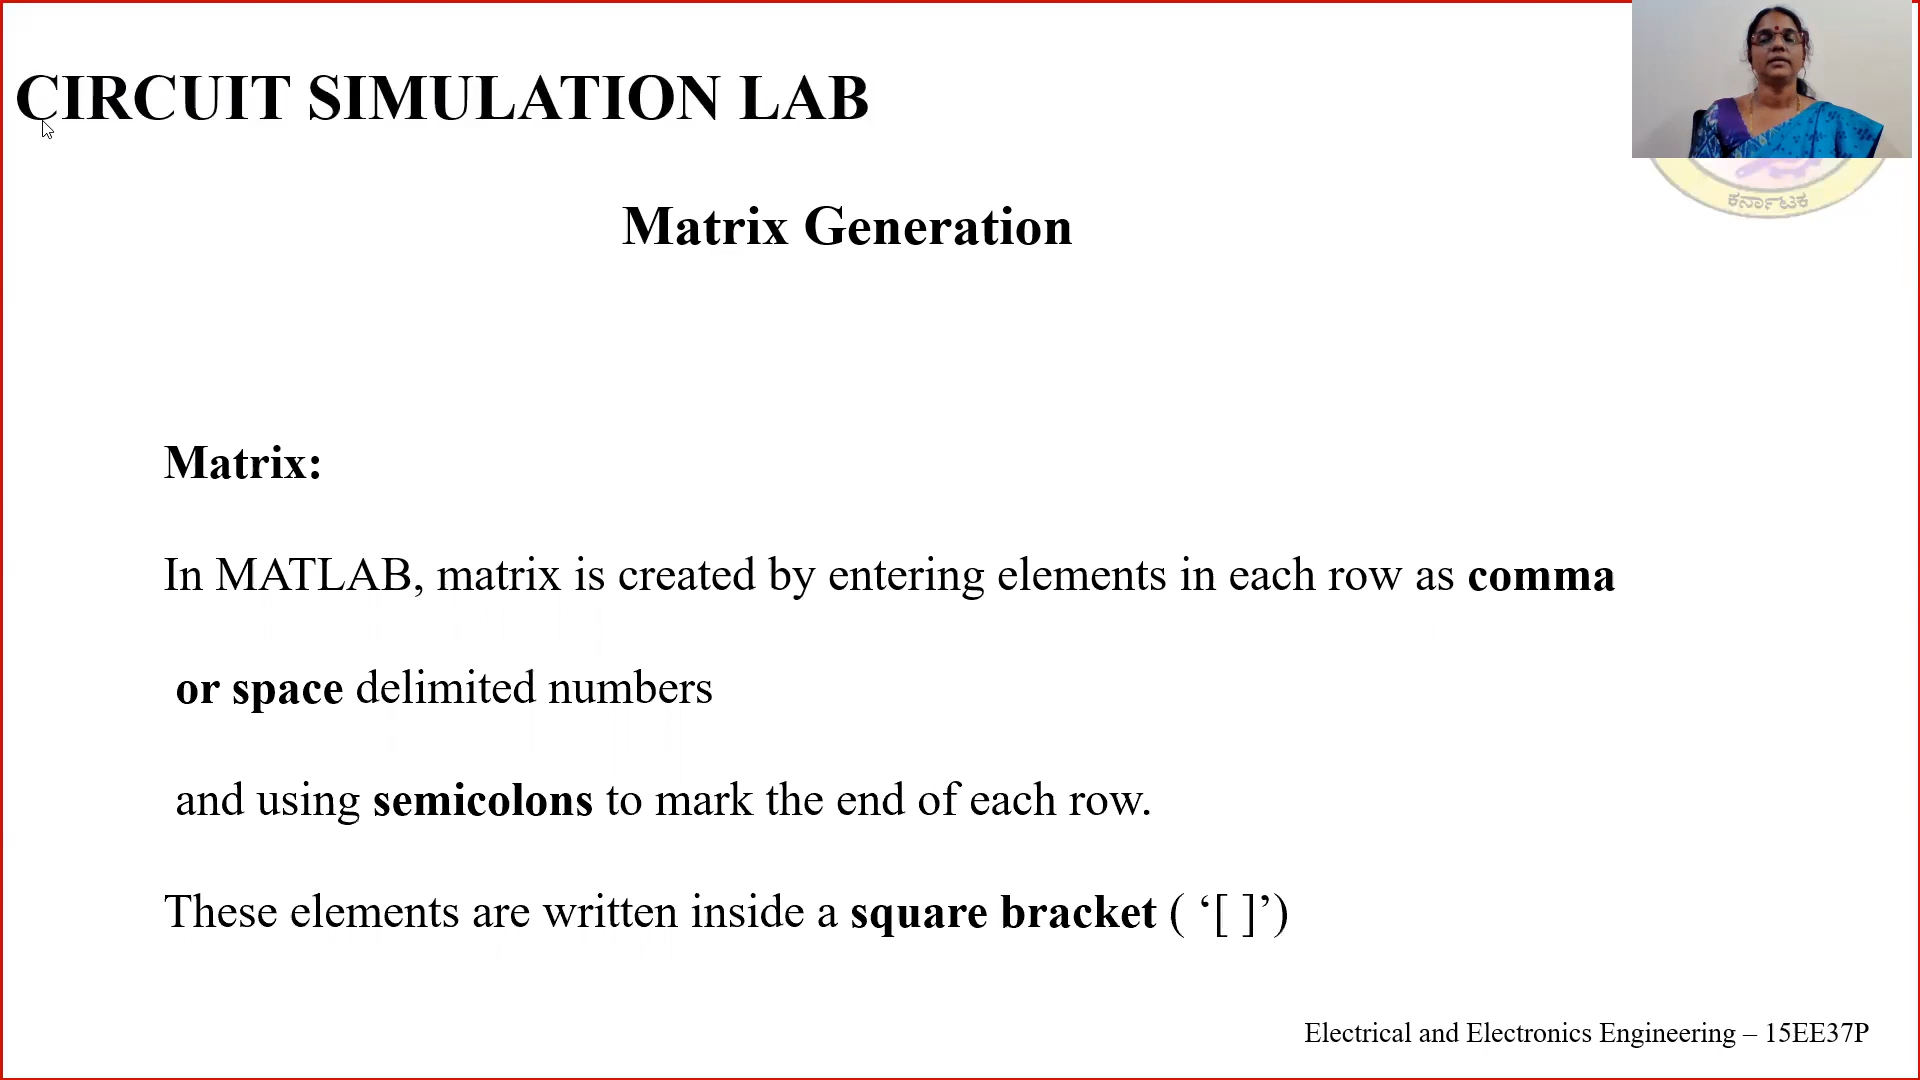 CIRCUIT SIMULATION LAB
ಕರ್ನಾಟಕ
Matrix Generation
Matrix:
In MATLAB, matrix is created by entering elements in each row as comma
or space delimited numbers
and using semicolons to mark the end of each row.
These elements are written inside a square bracket ( ‘[ ]’)
Electrical and Electronics Engineering – 15EE37P